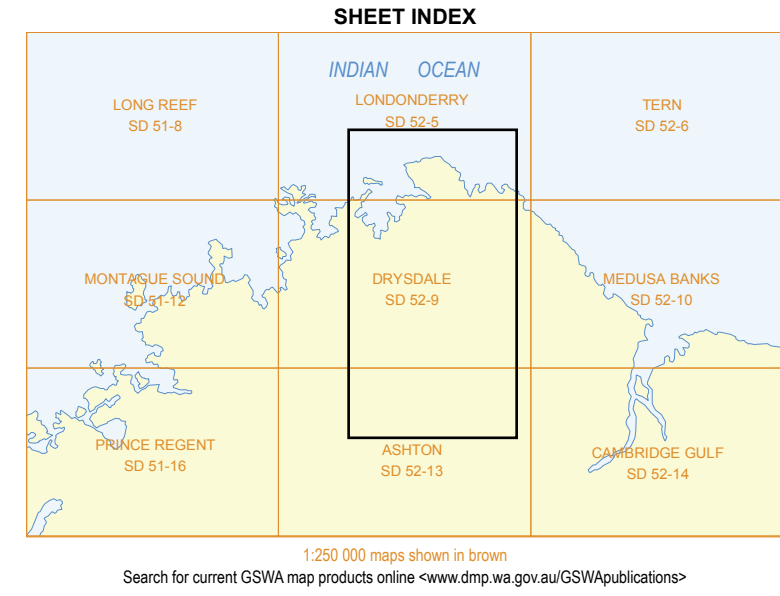 SHEET INDEX
INDIAN OCEAN
LONG REEF
SD 51-8
LONDONDERRY
SD 52-5
TERN
SD 52-6
MONTAGUE SOUND
SD 51-12
DRYSDALE
SD 52-9
MEDUSA BANKS
SD 52-10
PRINCE REGENT
SD 51-16
ASHTON
SD 52-13
CAMBRIDGE GULF
SD 52-14
1:250 000 maps shown in brown
Search for current GSWA map products online <www.dmp.wa.gov.au/GSWApublications>